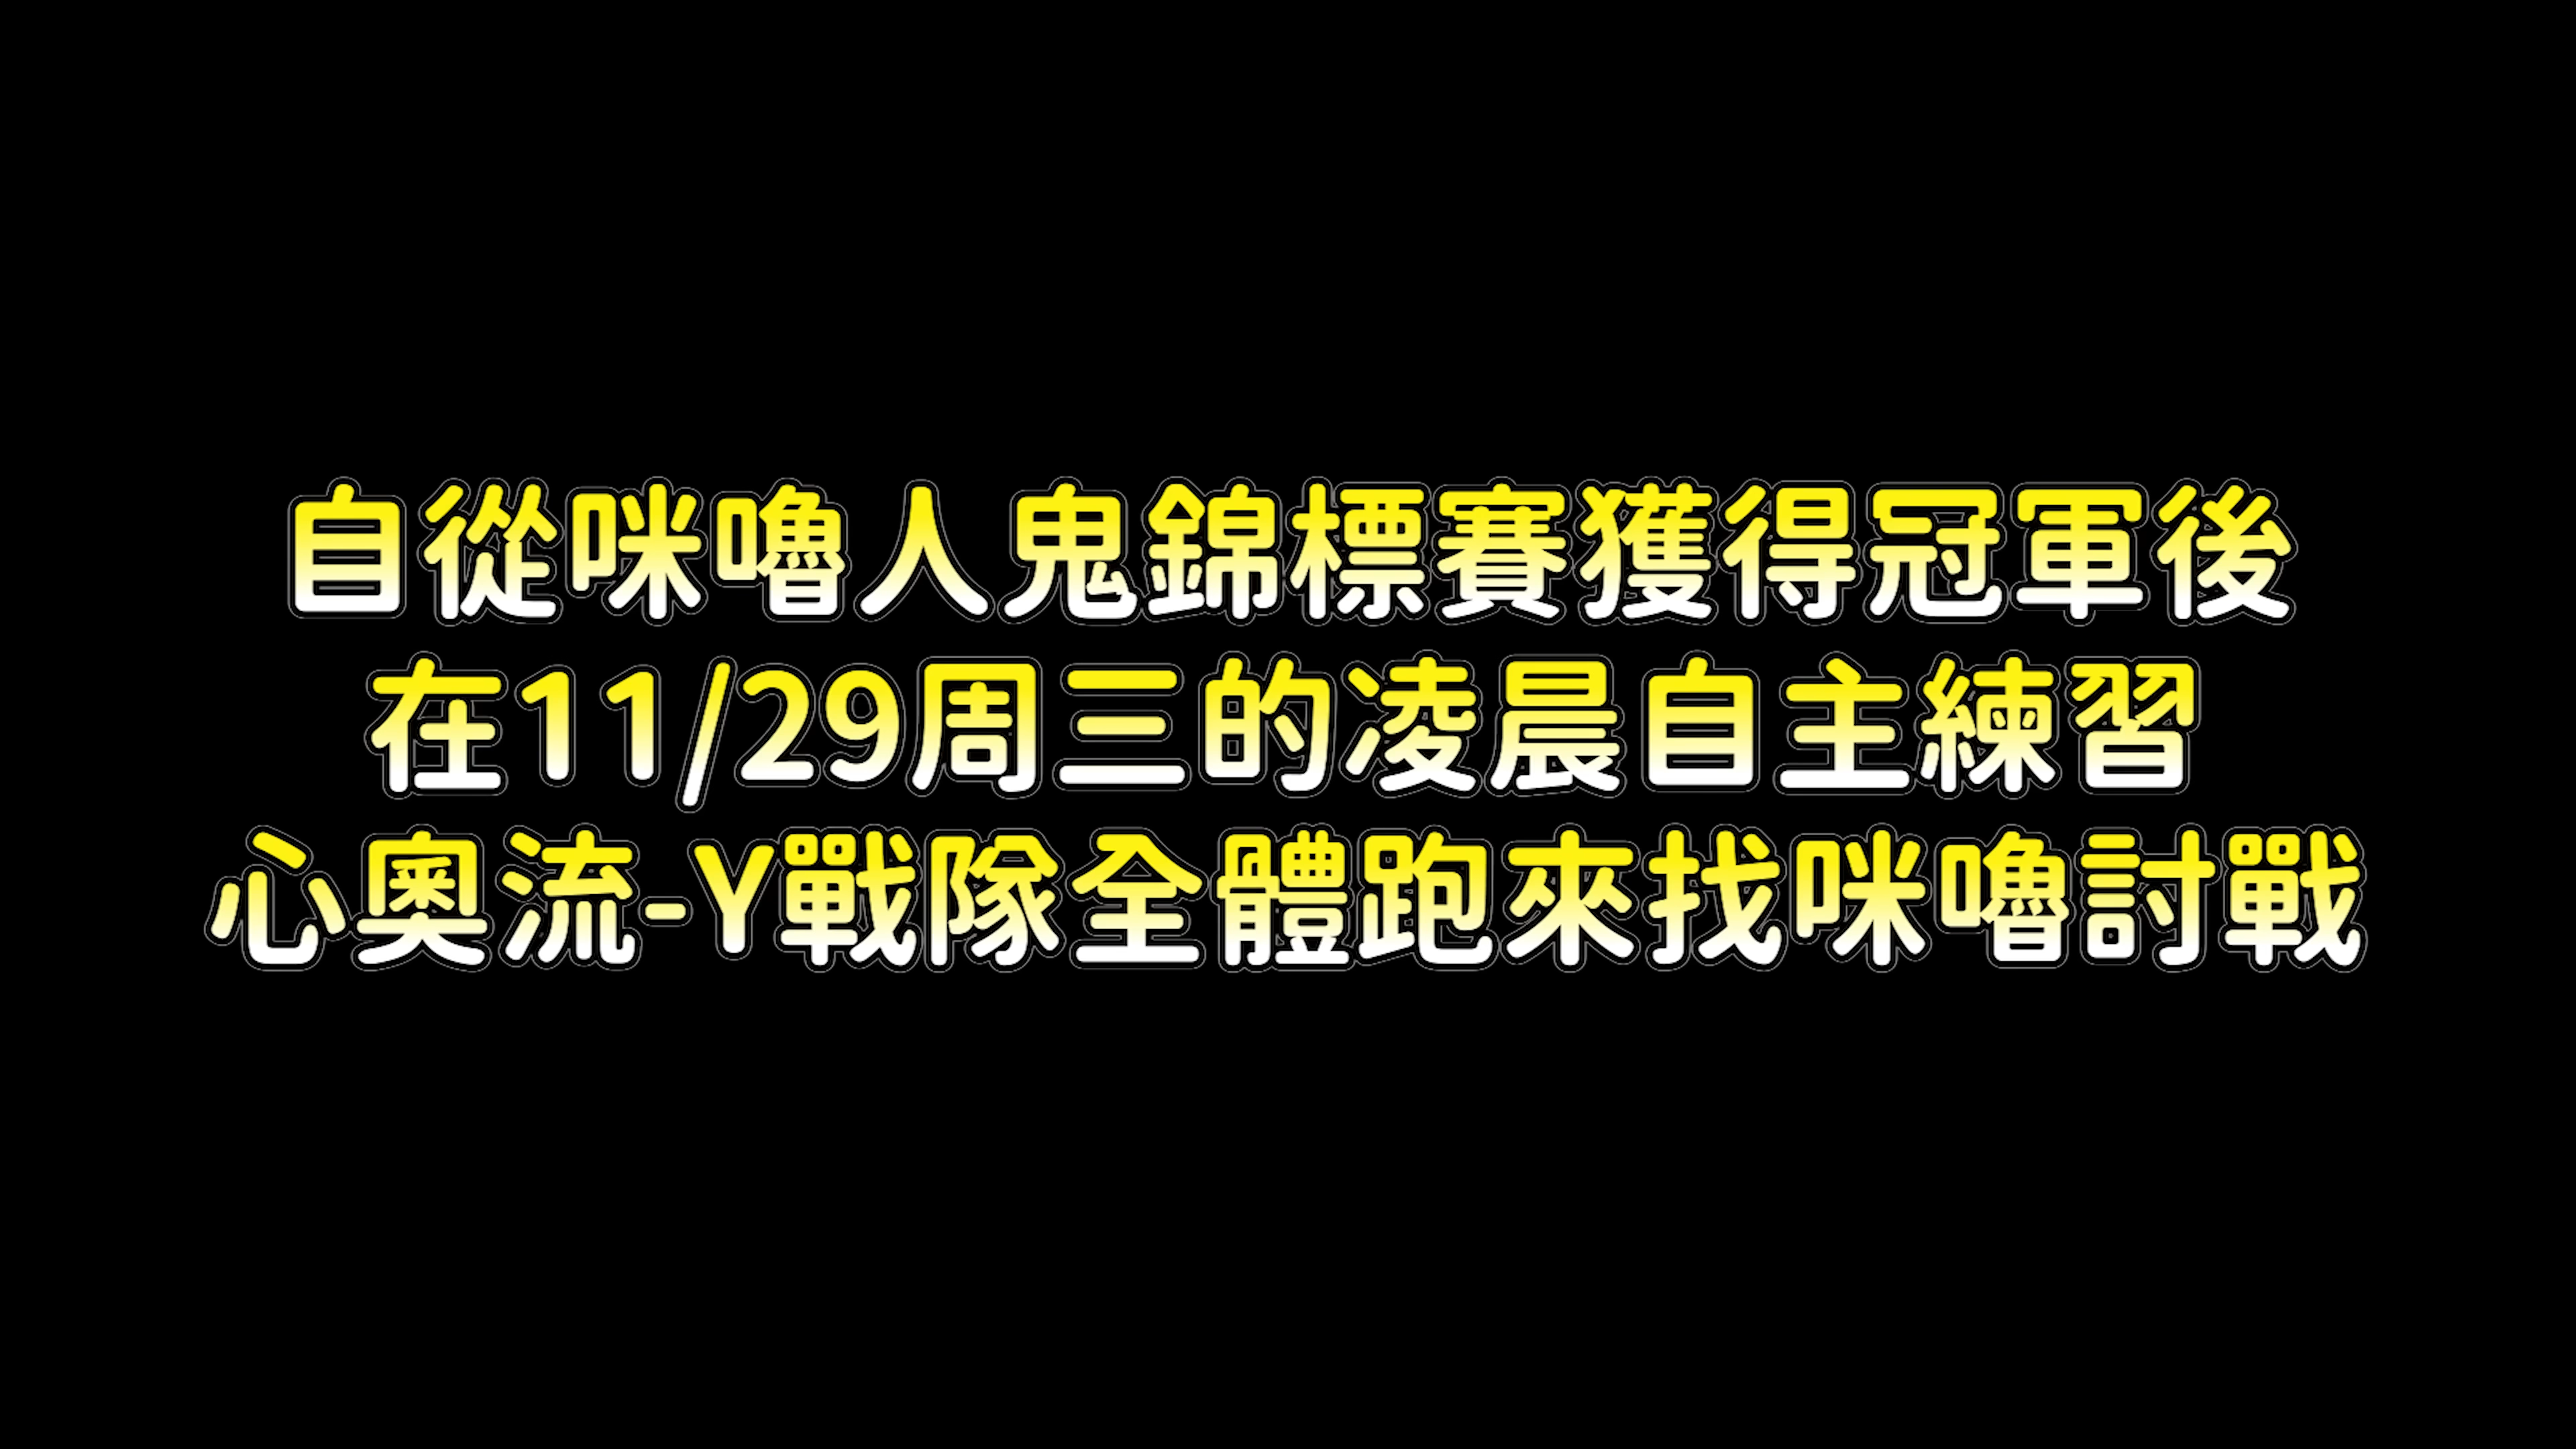 自從咪嚕人鬼錦標賽獲得冠軍後
在11/29周三的凌晨自主練習
心奧流-Y戰隊全體跑來找咪嚕討戰